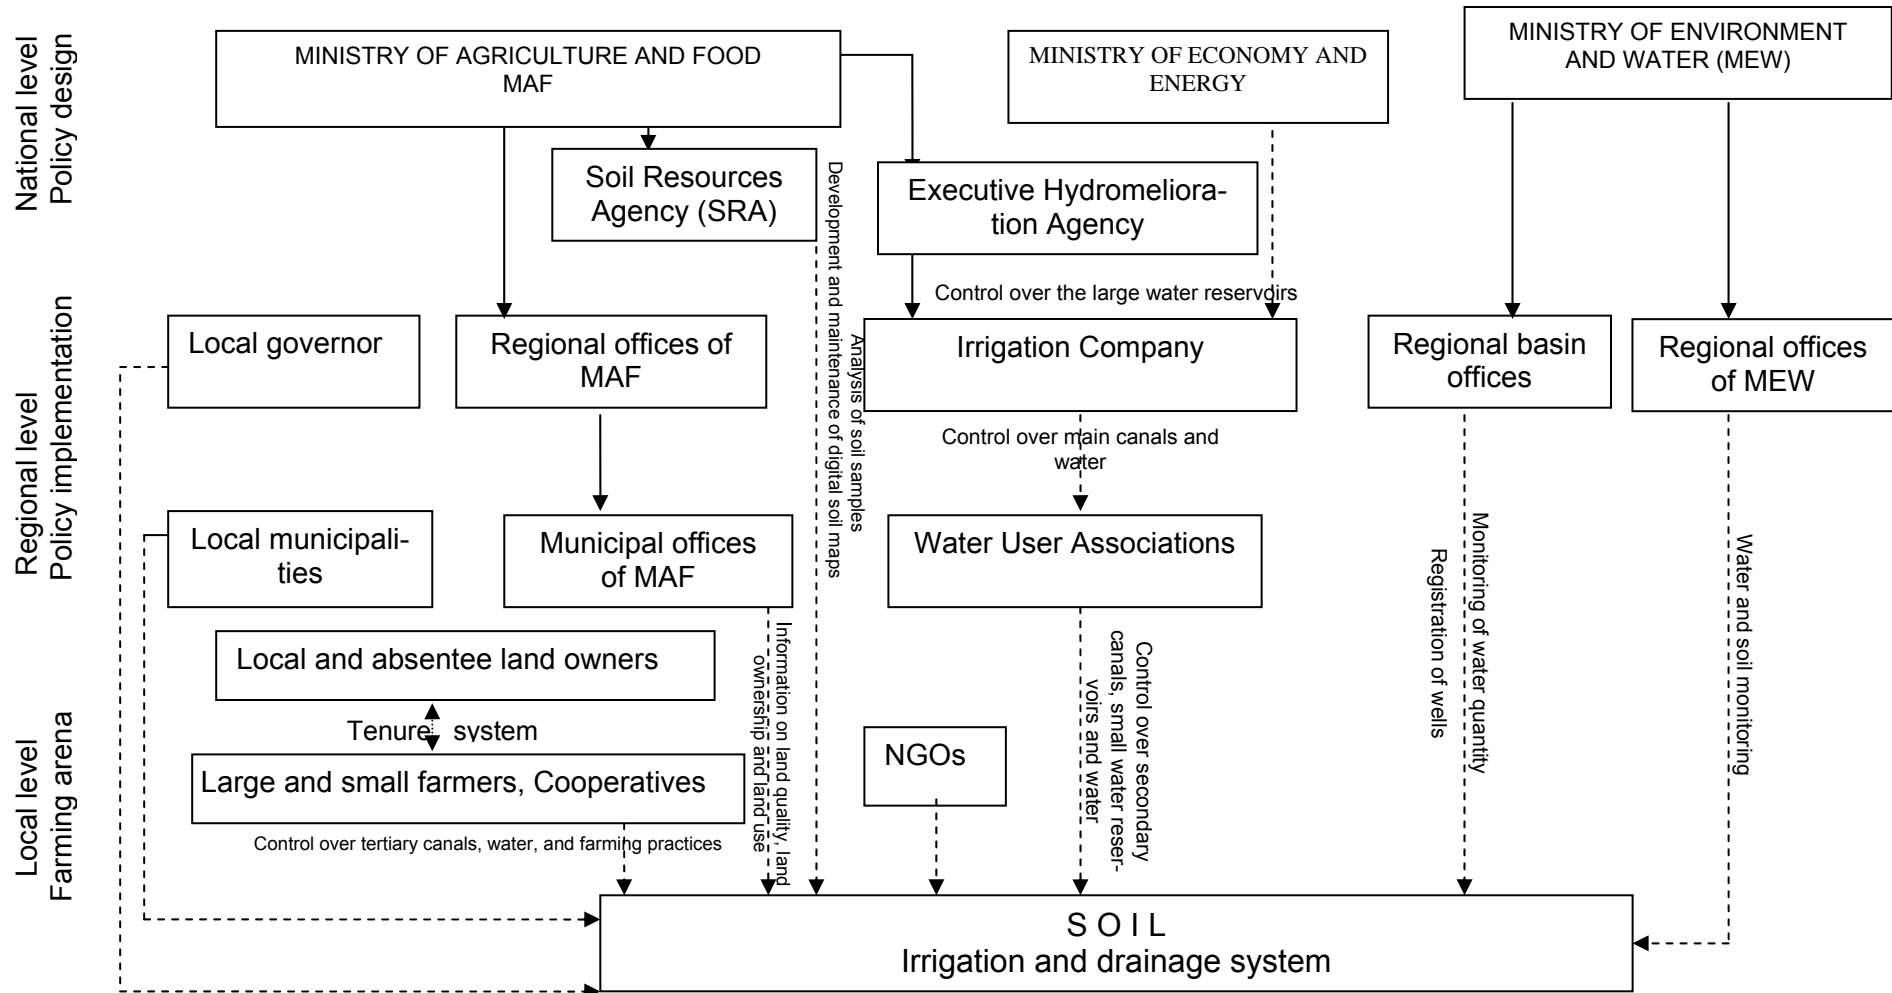 National level
Policy design
MINISTRY OF AGRICULTURE AND FOOD
MAF
MINISTRY OF ECONOMY AND
ENERGY
MINISTRY OF ENVIRONMENT
AND WATER (MEW)
Soil Resources
Agency (SRA)
Executive Hydromeliora-
tion Agency
Development and maintenance of digital soil maps
Analysis of soil samples
Control over the large water reservoirs
Regional level
Policy implementation
Local governor
Regional offices of
MAF
Irrigation Company
Regional basin
offices
Regional offices
of MEW
Control over main canals and
water
Local municipali-
ties
Municipal offices
of MAF
Water User Associations
Monitoring of water quantity
Registration of wells
Water and soil monitoring
Local level
Farming arena
Local and absentee land owners
Tenure system
Large and small farmers, Cooperatives
Control over tertiary canals, water, and farming practices
Information on land quality, land
ownership and land use
NGOs
Control over secondary
canals, small water reser-
voirs and water
S O I L
Irrigation and drainage system